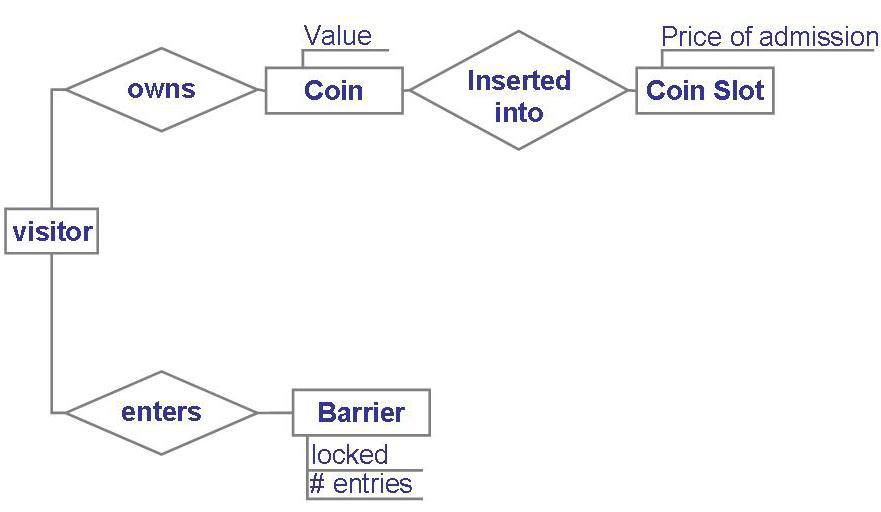 Value
Price of admission
owns
Coin
Inserted
into
Coin Slot
visitor
enters
Barrier
locked
# entries